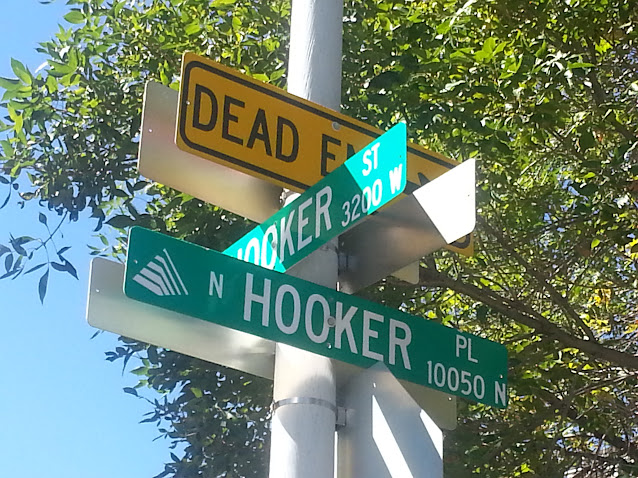 DEAD
HOOKER ST
3200 W
N HOOKER PL
10050 N